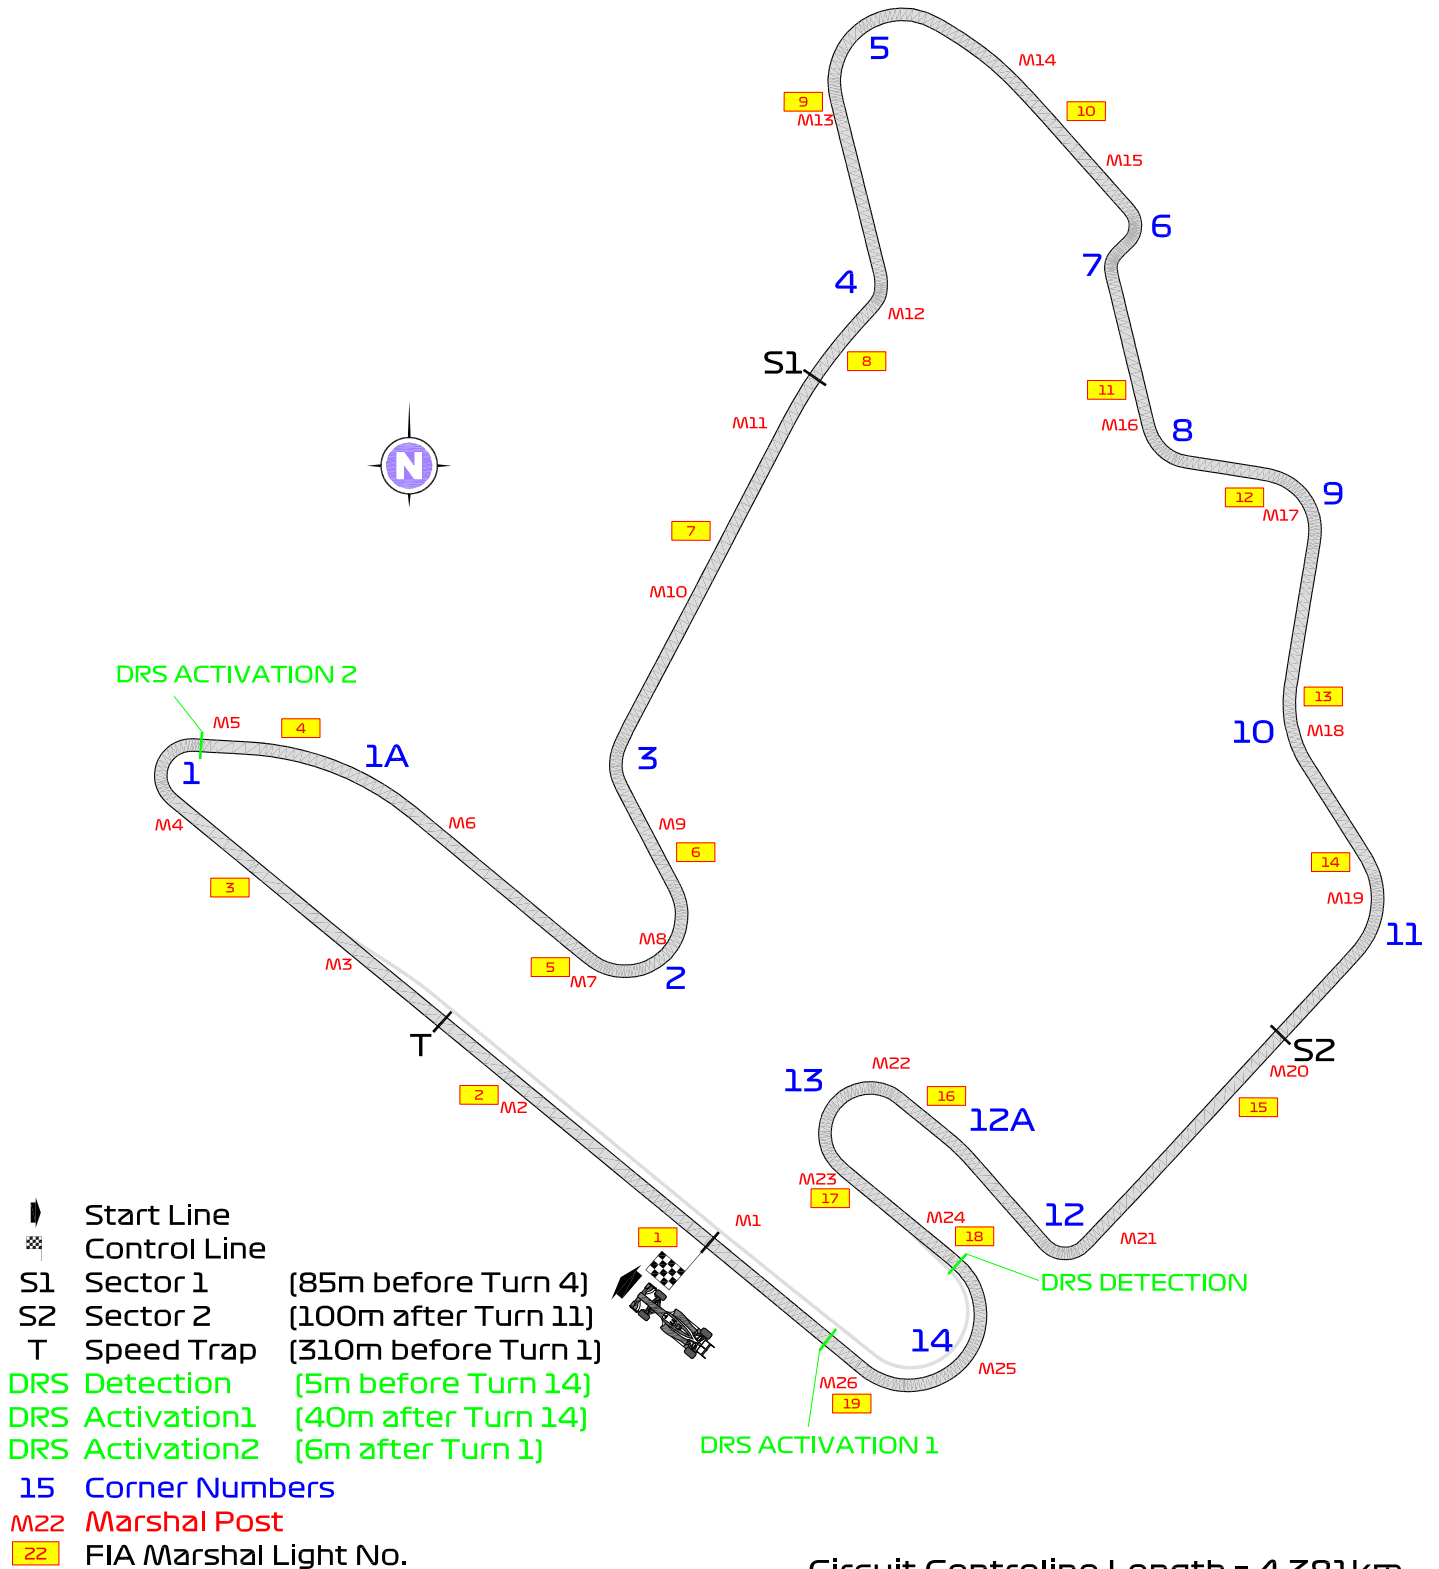 5
M14
9
M13
10
M15
6
7
4
M12
S1
8
11
M16
M11
8
N
9
12
M17
7
M10
DRS ACTIVATION 2
13
M5
4
10
M18
1A
3
1
M4
M6
M9
6
14
3
M19
M8
11
M3
5
M7
2
T
S2
M22
M20
13
2
M2
16
15
12A
M23
17
M1
M24
12
18
1
M21
DRS DETECTION
14
M25
M26
19
DRS ACTIVATION 1
Start Line
Control Line
S1 Sector 1 (85m before Turn 4)
S2 Sector 2 (100m after Turn 11)
T Speed Trap (310m before Turn 1)
DRS Detection (5m before Turn 14)
DRS Activation1 (40m after Turn 14)
DRS Activation2 (6m after Turn 1)
15 Corner Numbers
M22 Marshal Post
22 FIA Marshal Light No.
Circuit Centreline Length = 4.381km